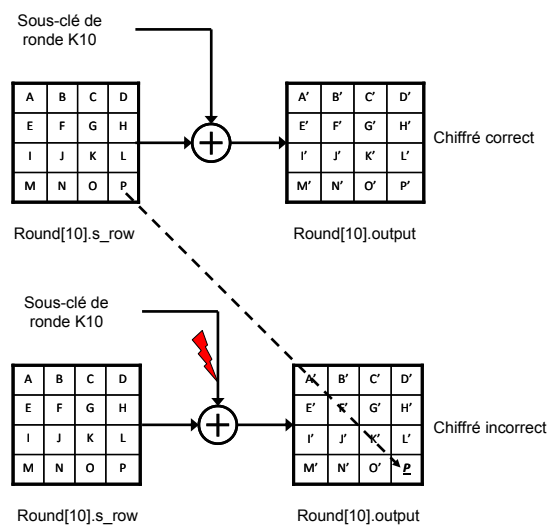 Sous-clé de
ronde K10
A B C D
E F G H
I J K L
M N O P
A' B' C' D'
E' F' G' H'
I' J' K' L'
M' N' O' P'
Chiffré correct
Round[10].s_row
Round[10].output
Sous-clé de
ronde K10
A B C D
E F G H
I J K L
M N O P
A' B' C' D'
E' F' G' H'
I' J' K' L'
M' N' O' P
Chiffré incorrect
Round[10].s_row
Round[10].output